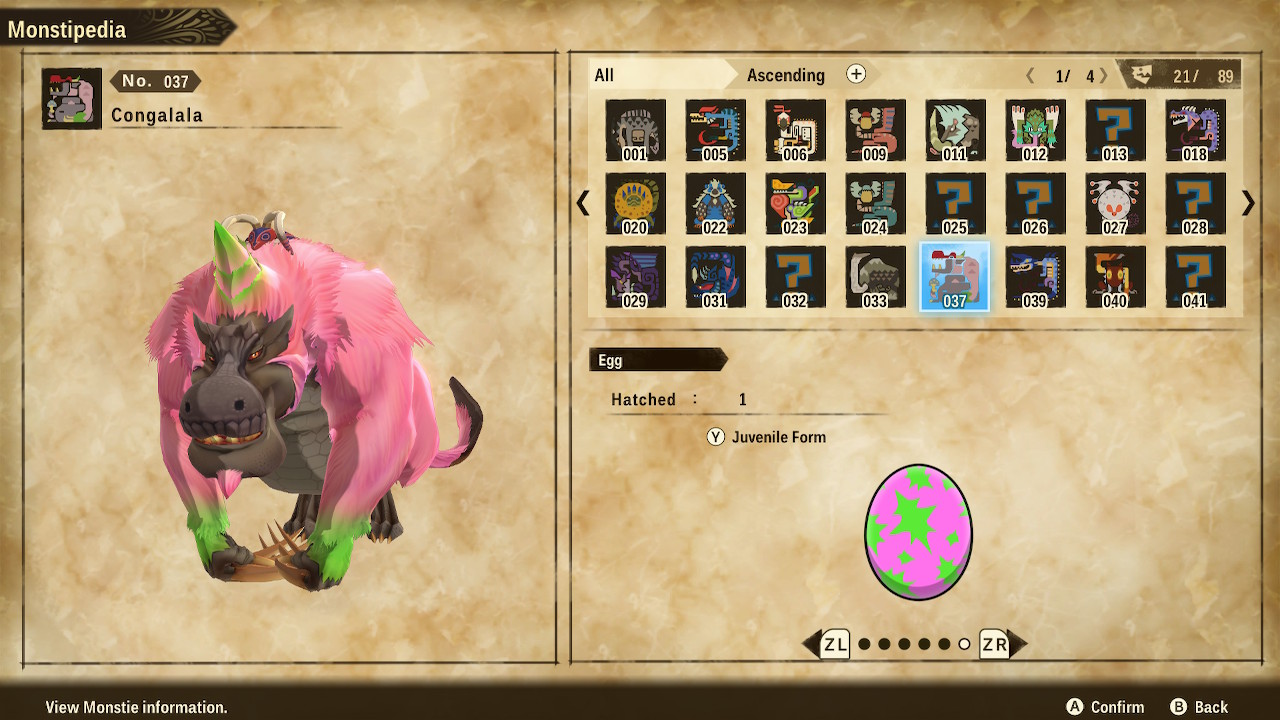 Monstipedia
No. 037
Congalala
All
Ascending
1/ 4
21/ 89
001 005 006 009 011 012 013 018
020 022 023 024 025 026 027 028
029 031 032 033 037 039 040 041
Egg
Hatched : 1
Y Juvenile Form
ZL ZR
View Monstie information.
A Confirm B Back